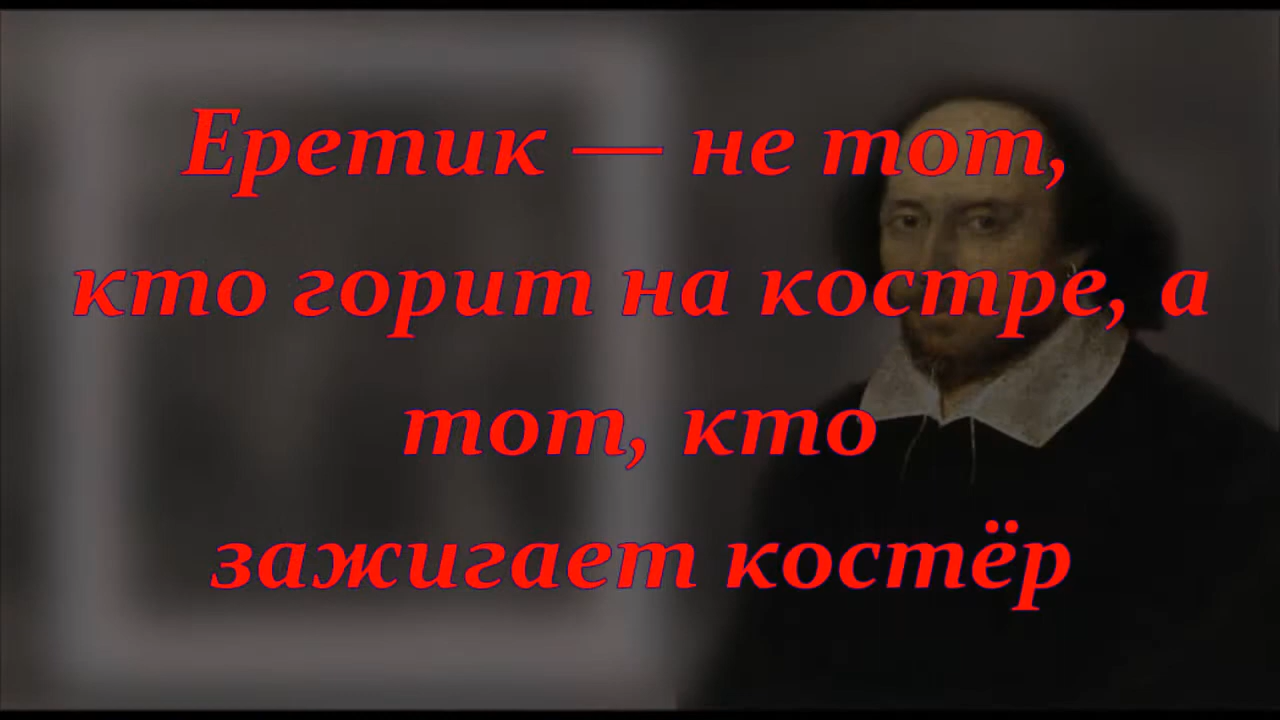 Еретик — не тот,
кто горит на костре, а
тот, кто
зажигает костёр